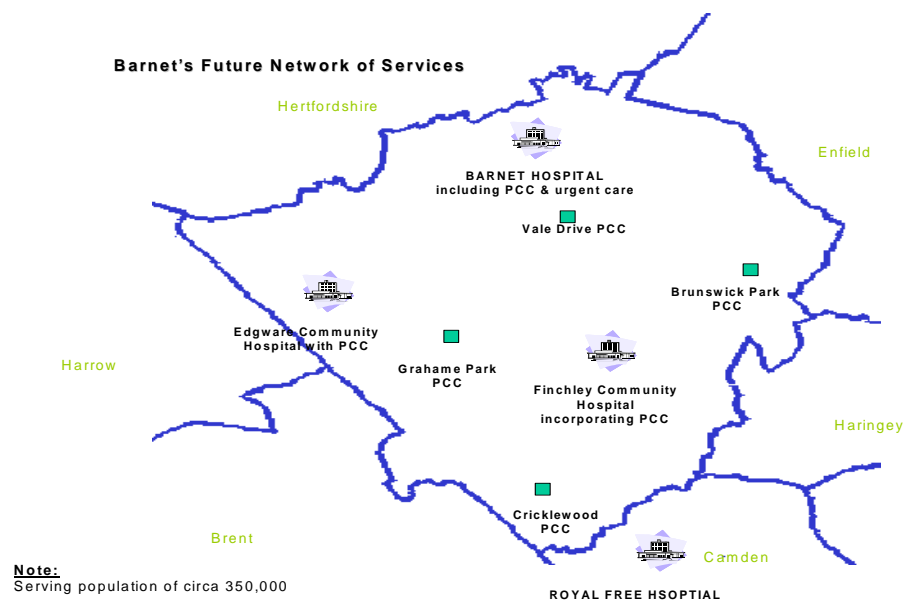 Barnet's Future Network of Services
Hertfordshire
Enfield
BARNET HOSPITAL
including PCC & urgent care
Vale Drive PCC
Brunswick Park
PCC
Edgware Community
Hospital with PCC
Harrow
Grahame Park
PCC
Finchley Community
Hospital
incorporating PCC
Haringey
Cricklewood
PCC
Brent
Camden
Note:
Serving population of circa 350,000
ROYAL FREE HSOPTIAL